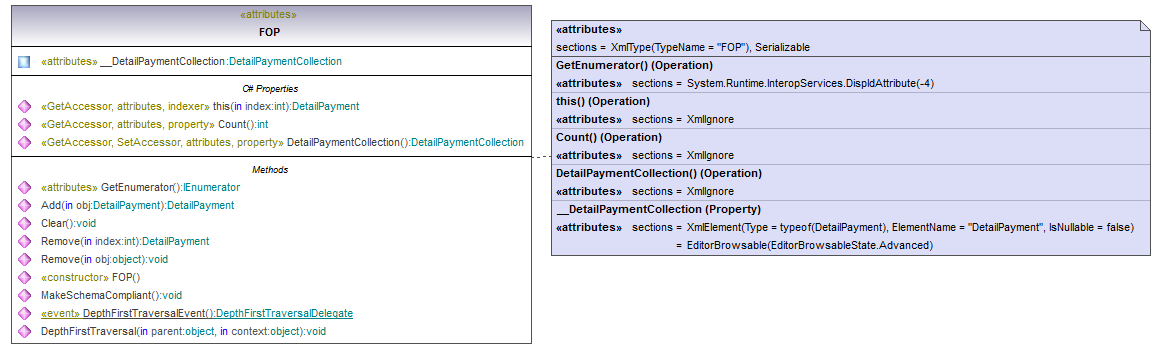 «attributes»
FOP
«attributes» __DetailPaymentCollection:DetailPaymentCollection
C# Properties
«GetAccessor, attributes, indexer» this(in index:int):DetailPayment
«GetAccessor, attributes, property» Count():int
«GetAccessor, SetAccessor, attributes, property» DetailPaymentCollection():DetailPaymentCollection
Methods
«attributes» GetEnumerator():IEnumerator
Add(in obj:DetailPayment):DetailPayment
Clear():void
Remove(in index:int):DetailPayment
Remove(in obj:object):void
«constructor» FOP()
MakeSchemaCompliant():void
«event» DepthFirstTraversalEvent():DepthFirstTraversalDelegate
DepthFirstTraversal(in parent:object, in context:object):void
«attributes»
sections = XmlType(TypeName = "FOP"), Serializable
GetEnumerator() (Operation)
«attributes» sections = System.Runtime.InteropServices.DispIdAttribute(-4)
this() (Operation)
«attributes» sections = XmlIgnore
Count() (Operation)
«attributes» sections = XmlIgnore
DetailPaymentCollection() (Operation)
«attributes» sections = XmlIgnore
__DetailPaymentCollection (Property)
«attributes» sections = XmlElement(Type = typeof(DetailPayment), ElementName = "DetailPayment", IsNullable = false)
= EditorBrowsable(EditorBrowsableState.Advanced)